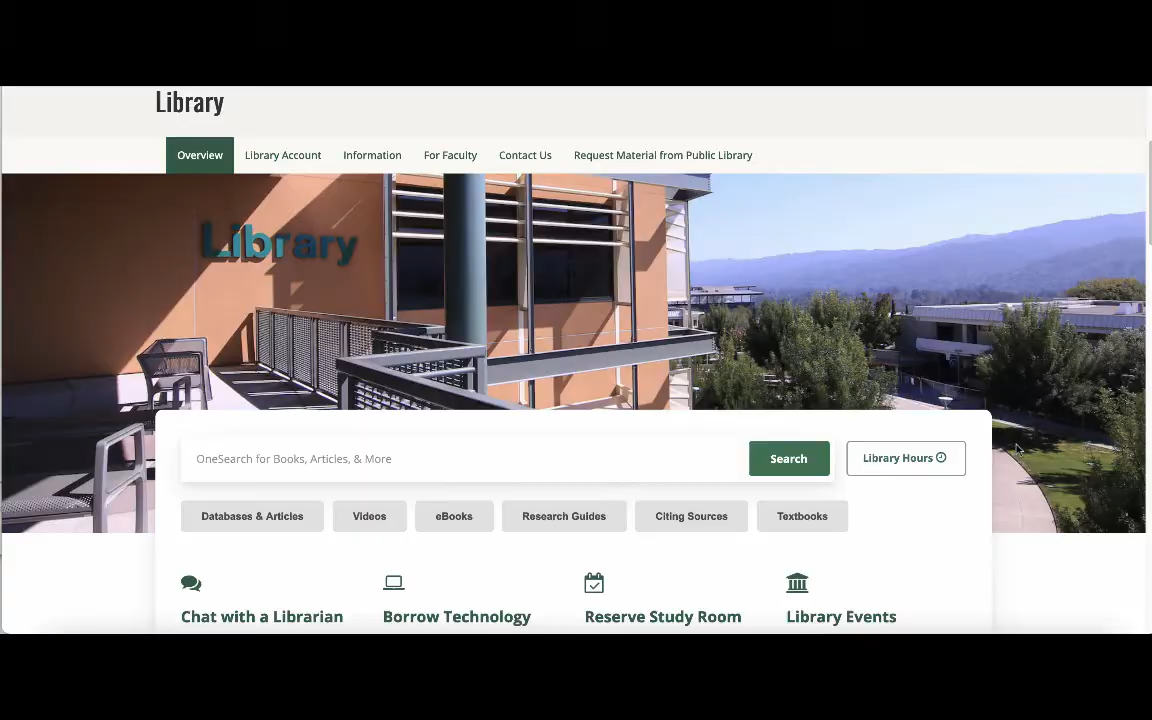 Library
Overview Library Account Information For Faculty Contact Us Request Material from Public Library
Library
OneSearch for Books, Articles, & More Search Library Hours
Databases & Articles Videos eBooks Research Guides Citing Sources Textbooks
Chat with a Librarian Borrow Technology Reserve Study Room Library Events